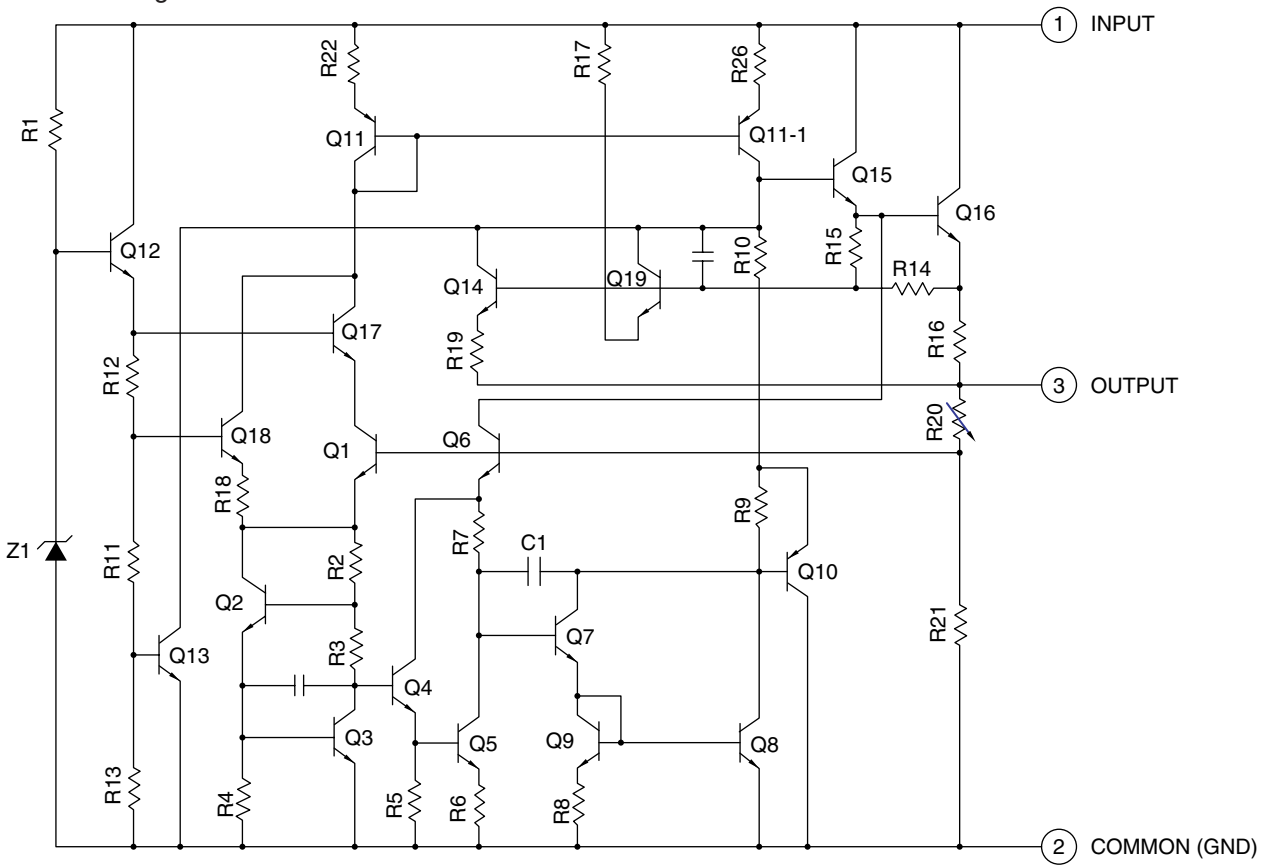 1 INPUT
R22
R17
R26
R1
Q11
Q11-1
Q15
Q16
Q12
R15
R10
R14
Q14
Q19
Q17
R16
R19
R12
3 OUTPUT
R20
Q18
Q1
Q6
R18
R9
R7
C1
Z1
R11
R2
Q10
Q2
Q7
R21
R3
Q13
Q4
Q3
Q5
Q9
Q8
R13
R4
R5
R6
R8
2 COMMON (GND)